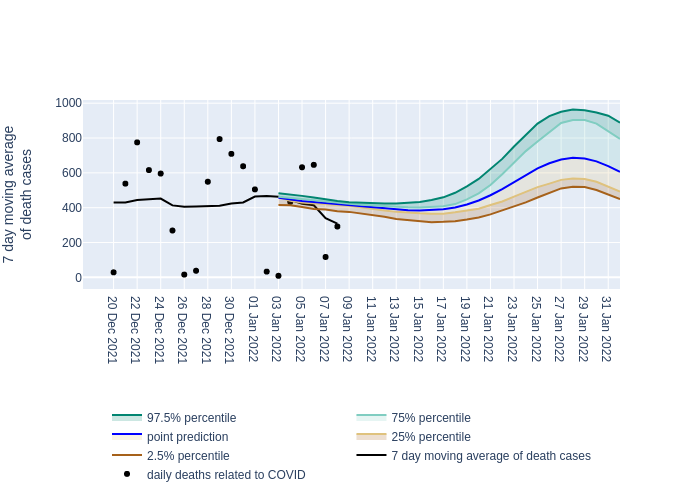 7 day moving average
of death cases
1000
800
600
400
200
0
20 Dec 2021
22 Dec 2021
24 Dec 2021
26 Dec 2021
28 Dec 2021
30 Dec 2021
01 Jan 2022
03 Jan 2022
05 Jan 2022
07 Jan 2022
09 Jan 2022
11 Jan 2022
13 Jan 2022
15 Jan 2022
17 Jan 2022
19 Jan 2022
21 Jan 2022
23 Jan 2022
25 Jan 2022
27 Jan 2022
29 Jan 2022
31 Jan 2022
97.5% percentile
75% percentile
point prediction
25% percentile
2.5% percentile
7 day moving average of death cases
daily deaths related to COVID